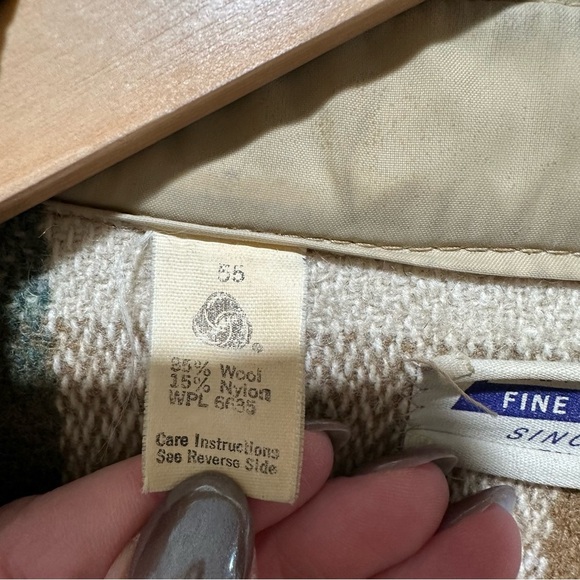 55
85% Wool
15% Nylon
WPL 6635
Care Instructions
See Reverse Side
FINE
SINC